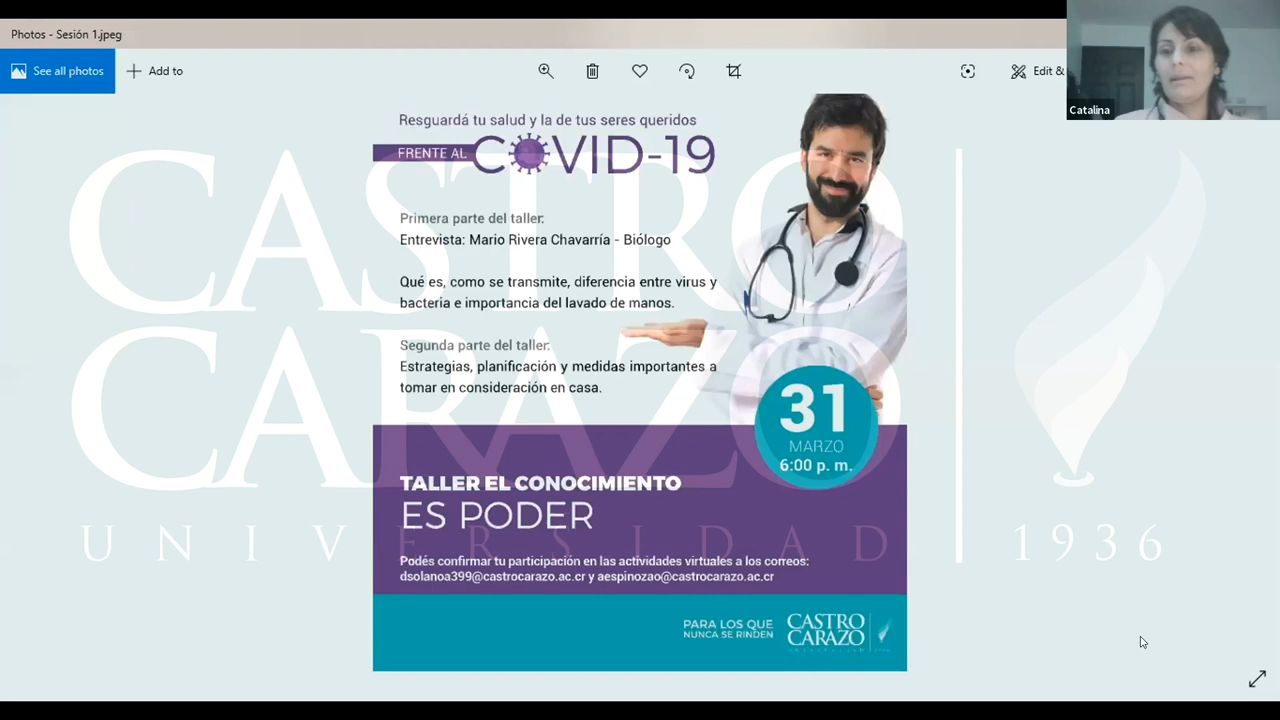 Photos - Sesión 1.jpeg
See all photos
Add to
Edit &
Catalina
Resguardá tu salud y la de tus seres queridos
FRENTE AL COVID-19
Primera parte del taller:
Entrevista: Mario Rivera Chavarría - Biólogo
Qué es, como se transmite, diferencia entre virus y
bacteria e importancia del lavado de manos.
Segunda parte del taller:
Estrategias, planificación y medidas importantes a
tomar en consideración en casa.
31
MARZO
6:00 p. m.
TALLER EL CONOCIMIENTO
ES PODER
Podés confirmar tu participación en las actividades virtuales a los correos:
dsolanoa399@castrocarazo.ac.cr y aespinozao@castrocarazo.ac.cr
PARA LOS QUE
NUNCA SE RINDEN
CASTRO
CARAZO
CASTRO
CARAZO
UNIVERSIDAD
1936